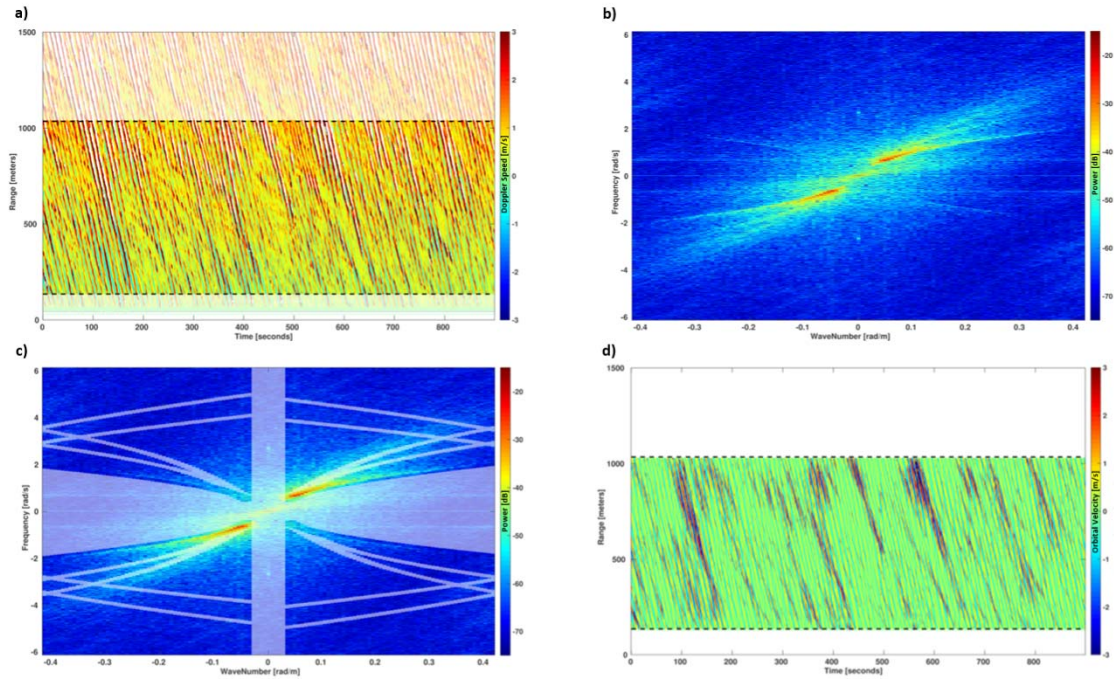 a)
1500
1000
500
0
Range [meters]
0 100 200 300 400 500 600 700 800
Time [seconds]
3
2
1
0
-1
-2
-3
Doppler Speed [m/s]
b)
6
4
2
0
-2
-4
-6
Frequency [rad/s]
-0.4 -0.3 -0.2 -0.1 0 0.1 0.2 0.3 0.4
WaveNumber [rad/m]
-20
-30
-40
-50
-60
-70
Power [dB]
c)
6
4
2
0
-2
-4
-6
Frequency [rad/s]
-0.4 -0.3 -0.2 -0.1 0 0.1 0.2 0.3 0.4
WaveNumber [rad/m]
-20
-30
-40
-50
-60
-70
Power [dB]
d)
1500
1000
500
0
Range [meters]
0 100 200 300 400 500 600 700 800
Time [seconds]
3
2
1
0
-1
-2
-3
Orbital Velocity [m/s]